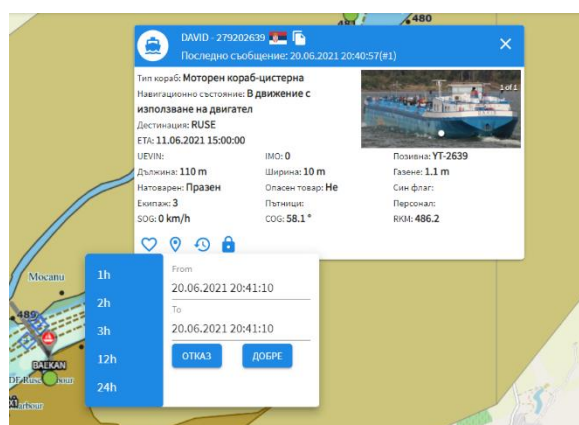 480
DAVID - 279202639
Последно съобщение: 20.06.2021 20:40:57(#1)
Тип кораб: Моторен кораб-цистерна
1 of 1
Навигационно състояние: В движение с
използване на двигател
Дестинация: RUSE
ETA: 11.06.2021 15:00:00
UEVIN: IMO: 0 Позивна: YT-2639
Дължина: 110 m Ширина: 10 m Газене: 1.1 m
Натоварен: Празен Опасен товар: Не Син флаг:
Екипаж: 3 Пътници: Персонал:
SOG: 0 km/h COG: 58.1 ° RKM: 486.2
Mocanu
1h
2h
3h
12h
24h
From
20.06.2021 20:41:10
To
20.06.2021 20:41:10
ОТКАЗ ДОБРЕ
489
BALKAN